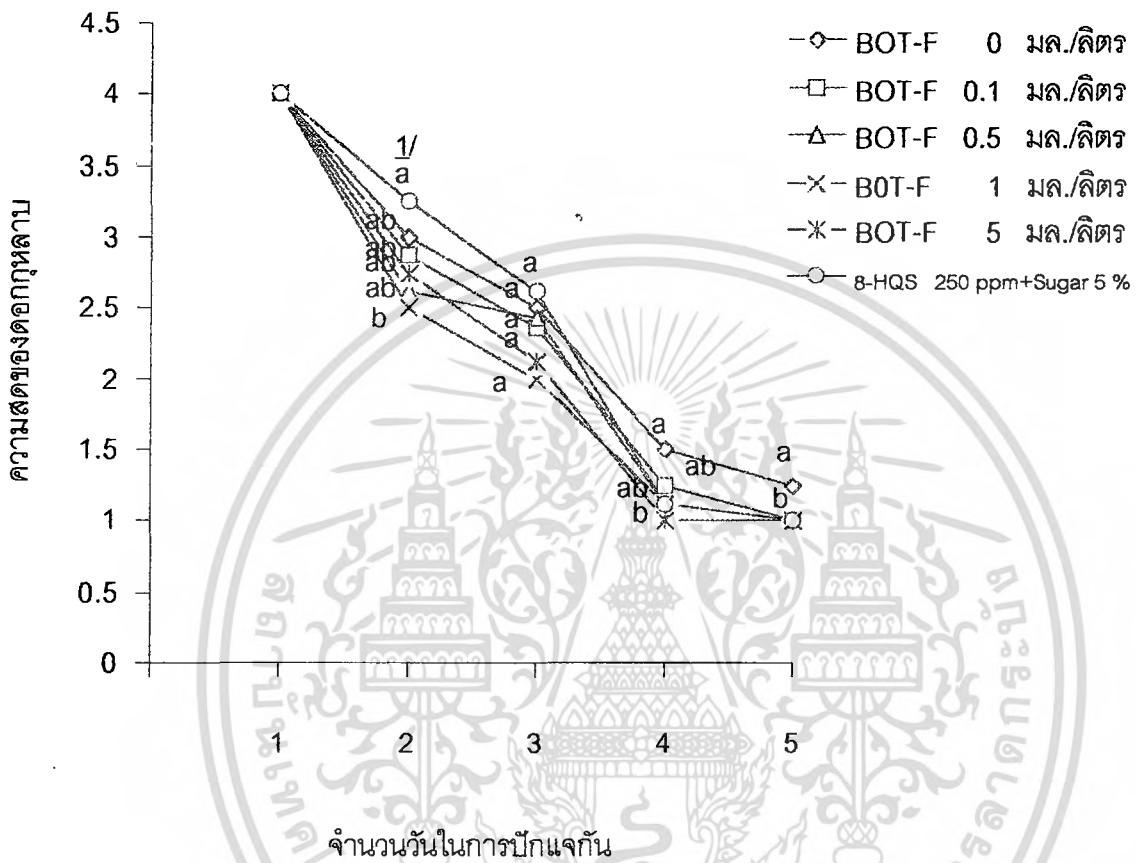 ความสดของดอกกุหลาบ
4.5
4
3.5
3
2.5
2
1.5
1
0.5
0
1/
a
ab
ab
ab
ab
b
a
a
a
a
a
a
ab
ab
b
a
b
1 2 3 4 5
จำนวนวันในการปักแจกัน
BOT-F 0 มล./ลิตร
BOT-F 0.1 มล./ลิตร
BOT-F 0.5 มล./ลิตร
B0T-F 1 มล./ลิตร
BOT-F 5 มล./ลิตร
8-HQS 250 ppm+Sugar 5 %